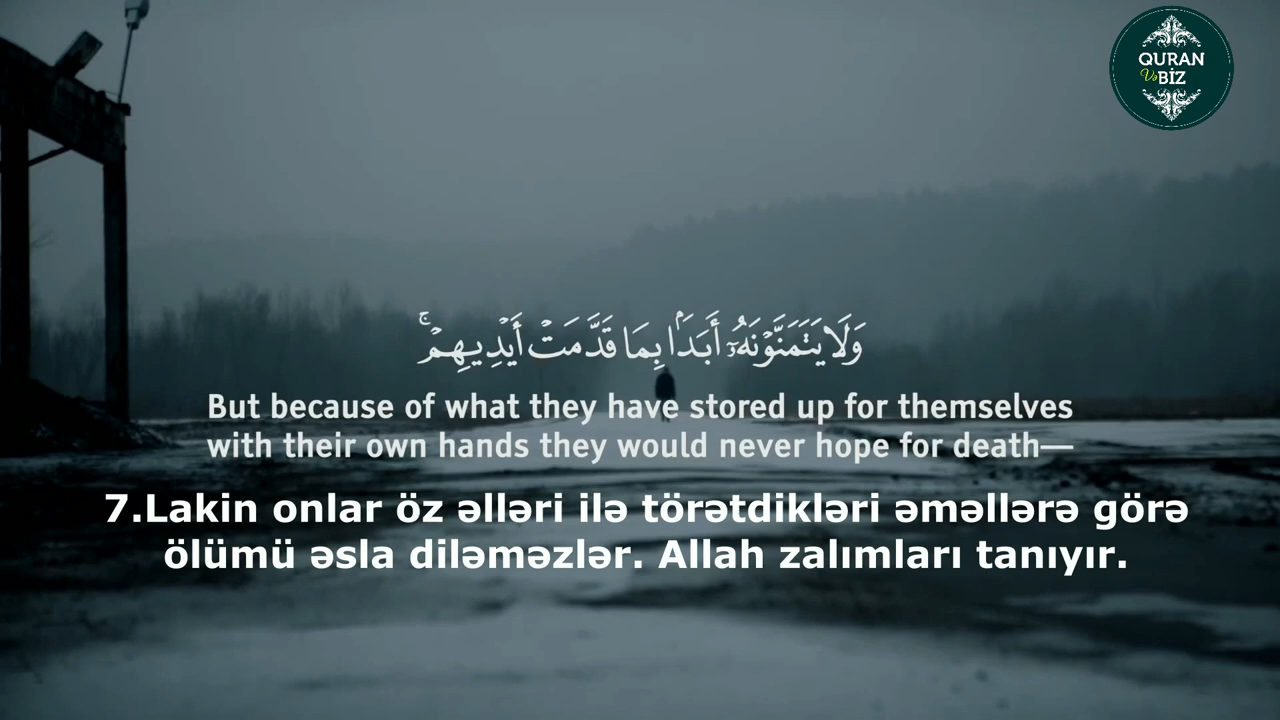 QURAN
Və BİZ
وَلَا يَتَمَنَّوْنَهُۥٓ أَبَدًۢا بِمَا قَدَّمَتْ أَيْدِيهِمْ ۚ
But because of what they have stored up for themselves
with their own hands they would never hope for death—
7.Lakin onlar öz əlləri ilə törətdikləri əməllərə görə
ölümü əsla diləməzlər. Allah zalımları tanıyır.